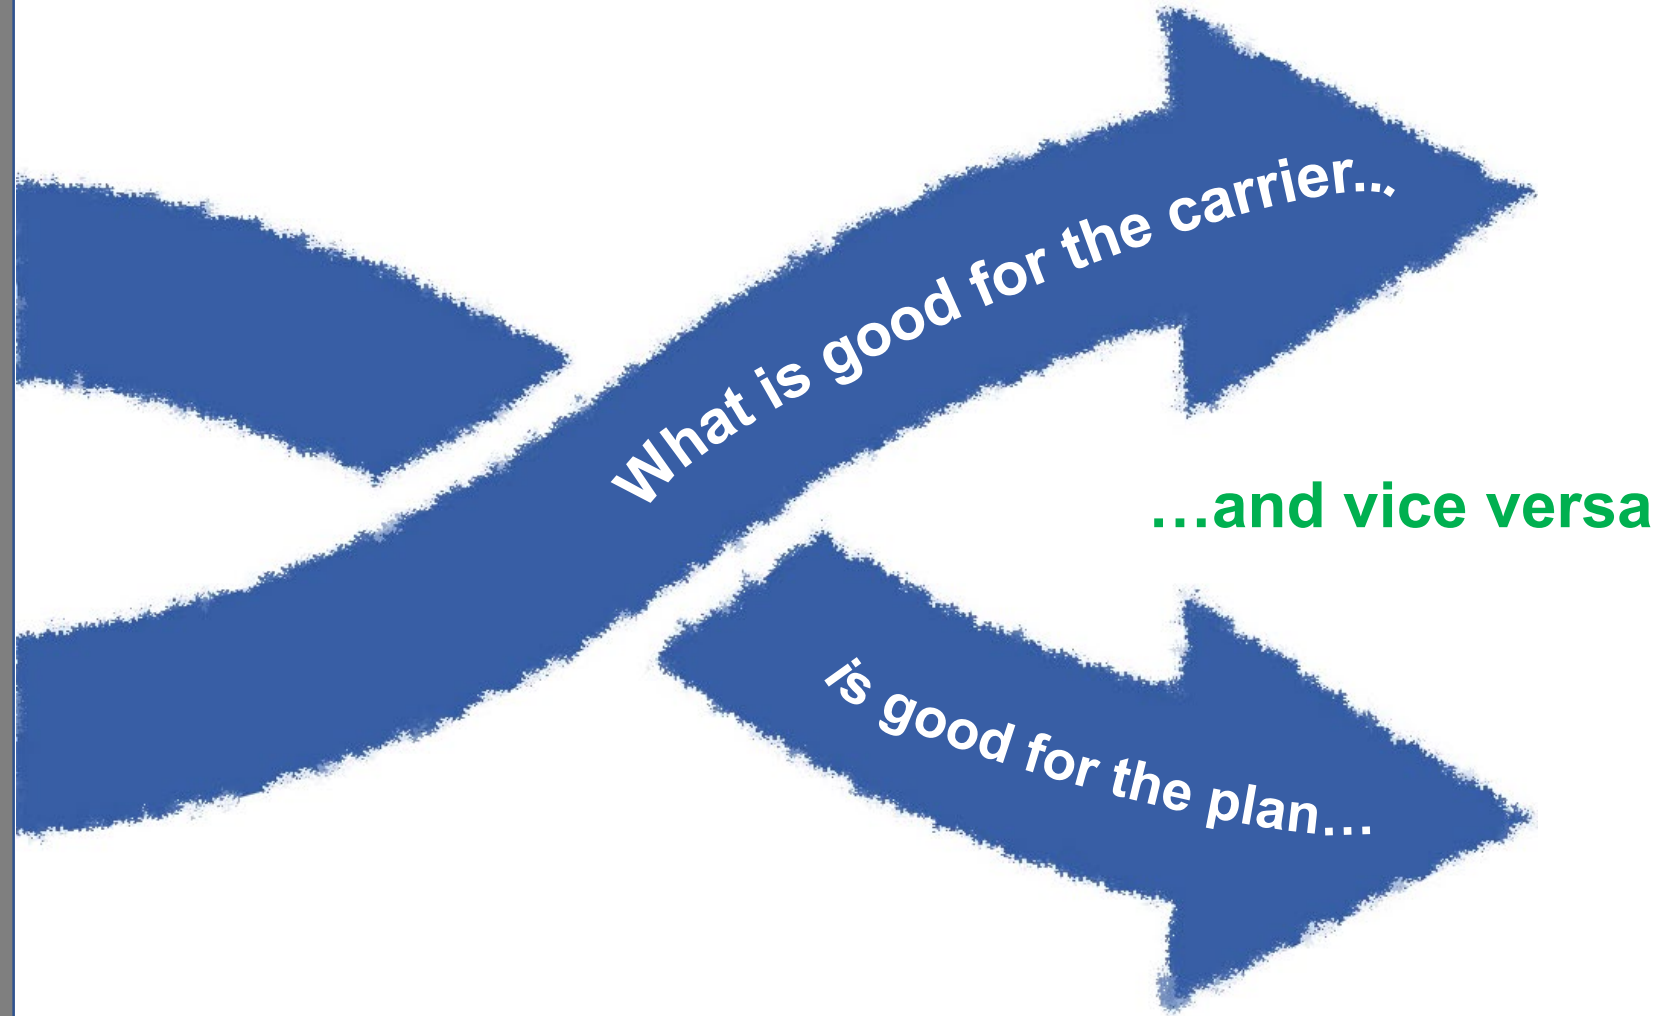 What is good for the carrier...
is good for the plan…
…and vice versa